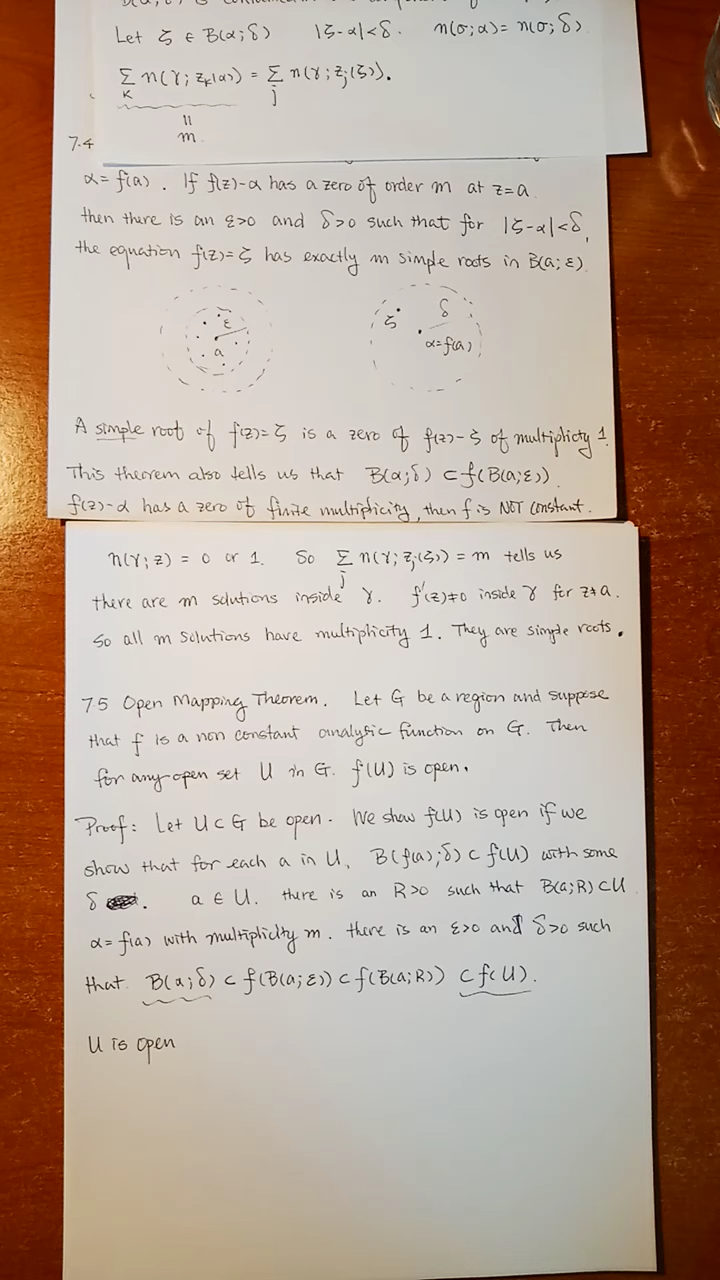 Let ζ ∈ B(α;δ) |ζ-α|<δ. n(σ;α)= n(σ;δ)
∑ n(γ; z_k(α)) = ∑ n(γ; z_j(ζ)).
k j
=
m
7.4
α= f(a). If f(z)-α has a zero of order m at z=a
then there is an ε>0 and δ>0 such that for |ζ-α|<δ,
the equation f(z)=ζ has exactly m simple roots in B(a;ε)
ε a ζ δ α=f(a)
A simple root of f(z)=ζ is a zero of f(z)-ζ of multiplicty 1.
This theorem also tells us that B(α;δ) ⊂ f(B(a;ε))
f(z)-α has a zero of finite multiplicity, then f is NOT constant.
n(γ;z) = 0 or 1. So ∑ n(γ; z_j(ζ)) = m tells us
j
there are m solutions inside γ. f'(z)≠0 inside γ for z≠a.
So all m solutions have multiplicity 1. They are simple roots.
7.5 Open Mapping Theorem. Let G be a region and suppose
that f is a non constant analytic function on G. Then
for any open set U in G. f(U) is open.
Proof: Let U⊂G be open. We show f(U) is open if we
show that for each a in U, B(f(a);δ) ⊂ f(U) with some
δ . a ∈ U. there is an R>0 such that B(a;R)⊂U
α= f(a) with multiplicity m. there is an ε>0 and δ>0 such
that B(α;δ) ⊂ f(B(a;ε)) ⊂ f(B(a;R)) ⊂ f(U).
U is open